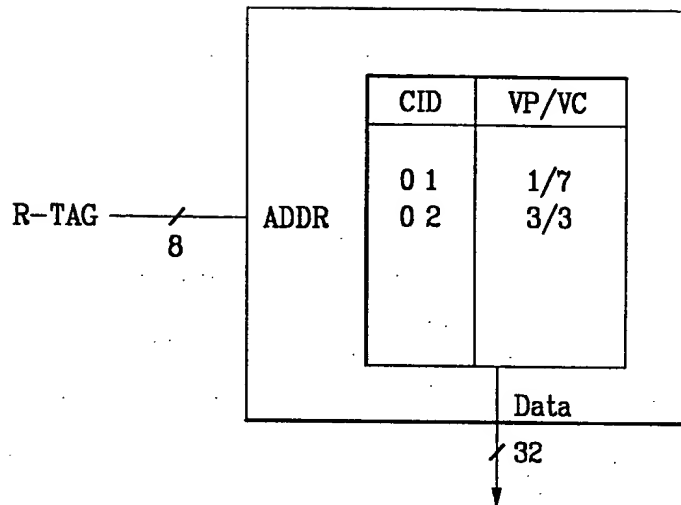 CID VP/VC
0 1 1/7
R-TAG ADDR 0 2 3/3
8
Data
32